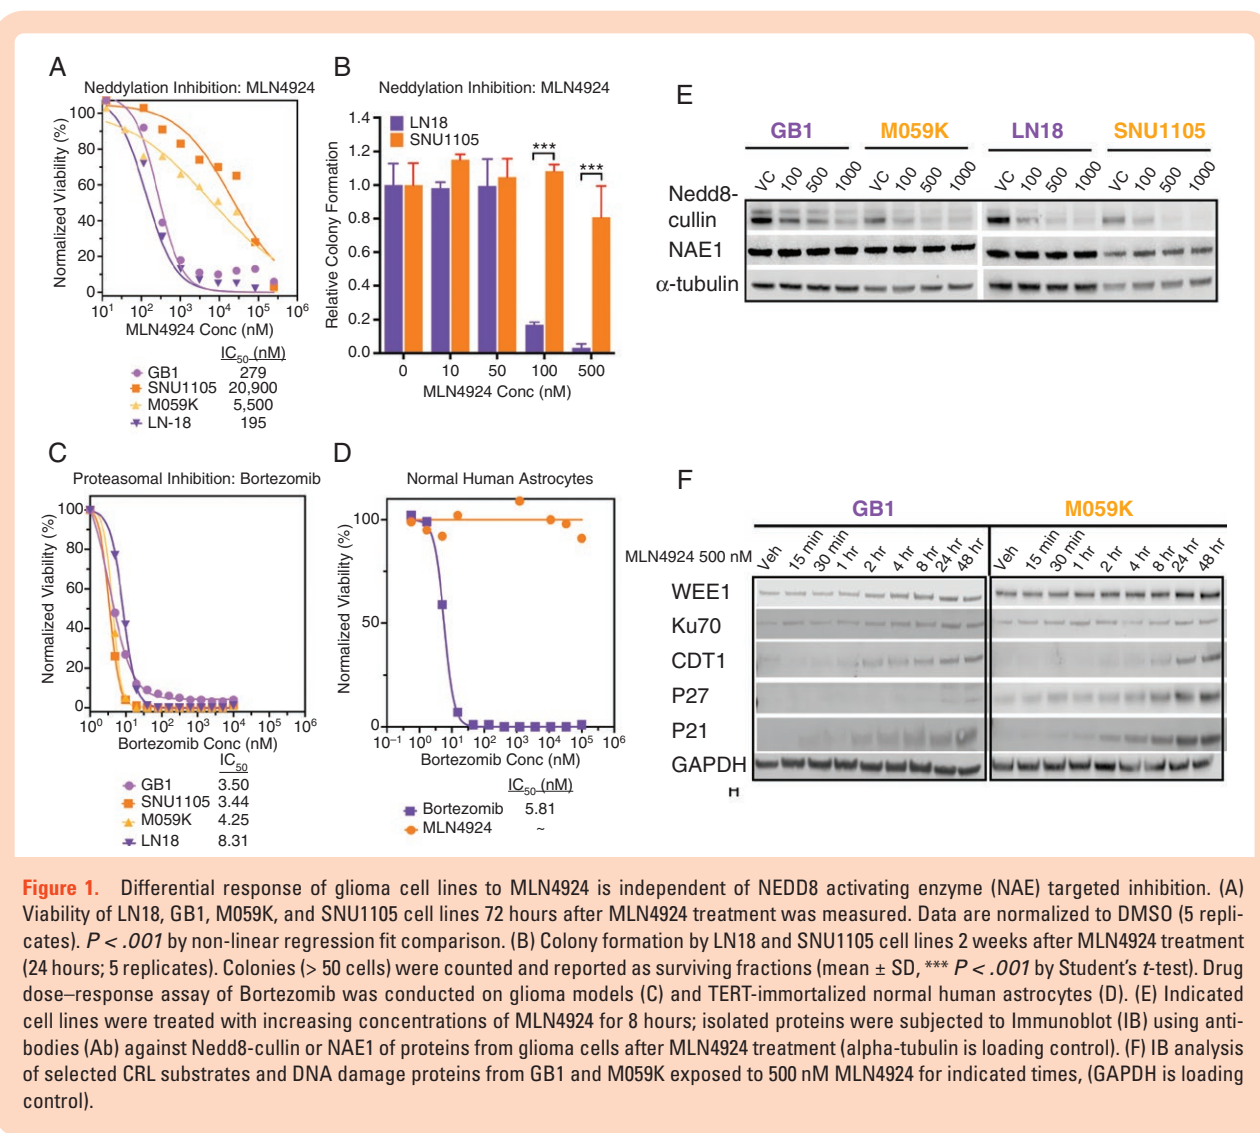 A
Neddylation Inhibition: MLN4924
Normalized Viability (%)
100
80
60
40
20
0
10¹ 10² 10³ 10⁴ 10⁵ 10⁶
MLN4924 Conc (nM)
IC₅₀ (nM)
GB1 279
SNU1105 20,900
M059K 5,500
LN-18 195
B
Neddylation Inhibition: MLN4924
LN18
SNU1105
Relative Colony Formation
1.4
1.2
1.0
0.8
0.6
0.4
0.2
0.0
***
***
0 10 50 100 500
MLN4924 Conc (nM)
C
Proteasomal Inhibition: Bortezomib
Normalized Viability (%)
100
80
60
40
20
0
10⁰ 10¹ 10² 10³ 10⁴ 10⁵ 10⁶
Bortezomib Conc (nM)
IC₅₀
GB1 3.50
SNU1105 3.44
M059K 4.25
LN18 8.31
D
Normal Human Astrocytes
Normalized Viability (%)
100
50
0
10⁻¹ 10⁰ 10¹ 10² 10³ 10⁴ 10⁵ 10⁶
Bortezomib Conc (nM)
IC₅₀ (nM)
Bortezomib 5.81
MLN4924 ~
E
GB1 M059K LN18 SNU1105
VC 100 500 1000 VC 100 500 1000 VC 100 500 1000 VC 100 500 1000
Nedd8-
cullin
NAE1
α-tubulin
F
GB1 M059K
MLN4924 500 nM Veh 15 min 30 min 1 hr 2 hr 4 hr 8 hr 24 hr 48 hr Veh 15 min 30 min 1 hr 2 hr 4 hr 8 hr 24 hr 48 hr
WEE1
Ku70
CDT1
P27
P21
GAPDH
Figure 1. Differential response of glioma cell lines to MLN4924 is independent of NEDD8 activating enzyme (NAE) targeted inhibition. (A)
Viability of LN18, GB1, M059K, and SNU1105 cell lines 72 hours after MLN4924 treatment was measured. Data are normalized to DMSO (5 repli-
cates). P < .001 by non-linear regression fit comparison. (B) Colony formation by LN18 and SNU1105 cell lines 2 weeks after MLN4924 treatment
(24 hours; 5 replicates). Colonies (> 50 cells) were counted and reported as surviving fractions (mean ± SD, *** P < .001 by Student's t-test). Drug
dose–response assay of Bortezomib was conducted on glioma models (C) and TERT-immortalized normal human astrocytes (D). (E) Indicated
cell lines were treated with increasing concentrations of MLN4924 for 8 hours; isolated proteins were subjected to Immunoblot (IB) using anti-
bodies (Ab) against Nedd8-cullin or NAE1 of proteins from glioma cells after MLN4924 treatment (alpha-tubulin is loading control). (F) IB analysis
of selected CRL substrates and DNA damage proteins from GB1 and M059K exposed to 500 nM MLN4924 for indicated times, (GAPDH is loading
control).